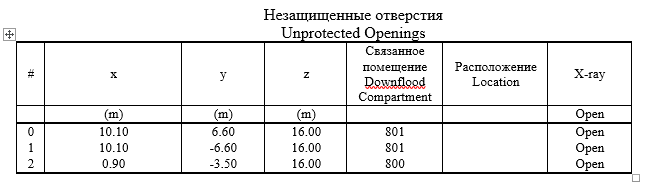 Незащищенные отверстия
Unprotected Openings
# x y z Связанное помещение Downflood Compartment Расположение Location X-ray
(m) (m) (m) Open
0 10.10 6.60 16.00 801 Open
1 10.10 -6.60 16.00 801 Open
2 0.90 -3.50 16.00 800 Open